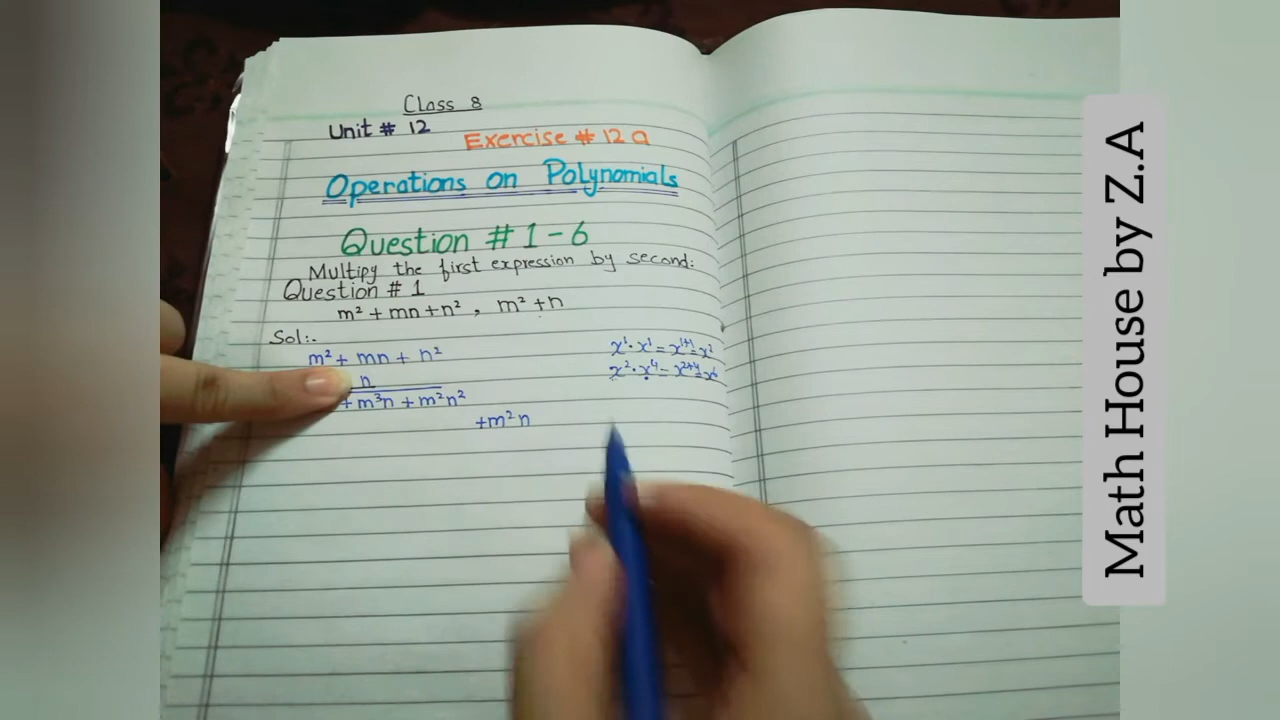 Class 8
Unit # 12
Exercise # 12 a
Operations on Polynomials
Question # 1 - 6
Multipy the first expression by second:
Question # 1
m² + mn + n² , m² + n
Sol:-
m² + mn + n²
n
+ m³n + m²n²
+ m²n
x¹ · x¹ = x¹⁺¹ = x²
x² · x⁴ = x²⁺⁴ = x⁶
Math House by Z.A